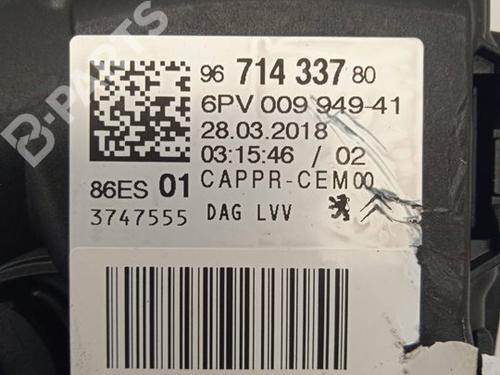 B-PARTS
96 714 337 80
6PV 009 949-41
28.03.2018
03:15:46 / 02
86ES 01 CAPPR-CEM00
3747555 DAG LVV